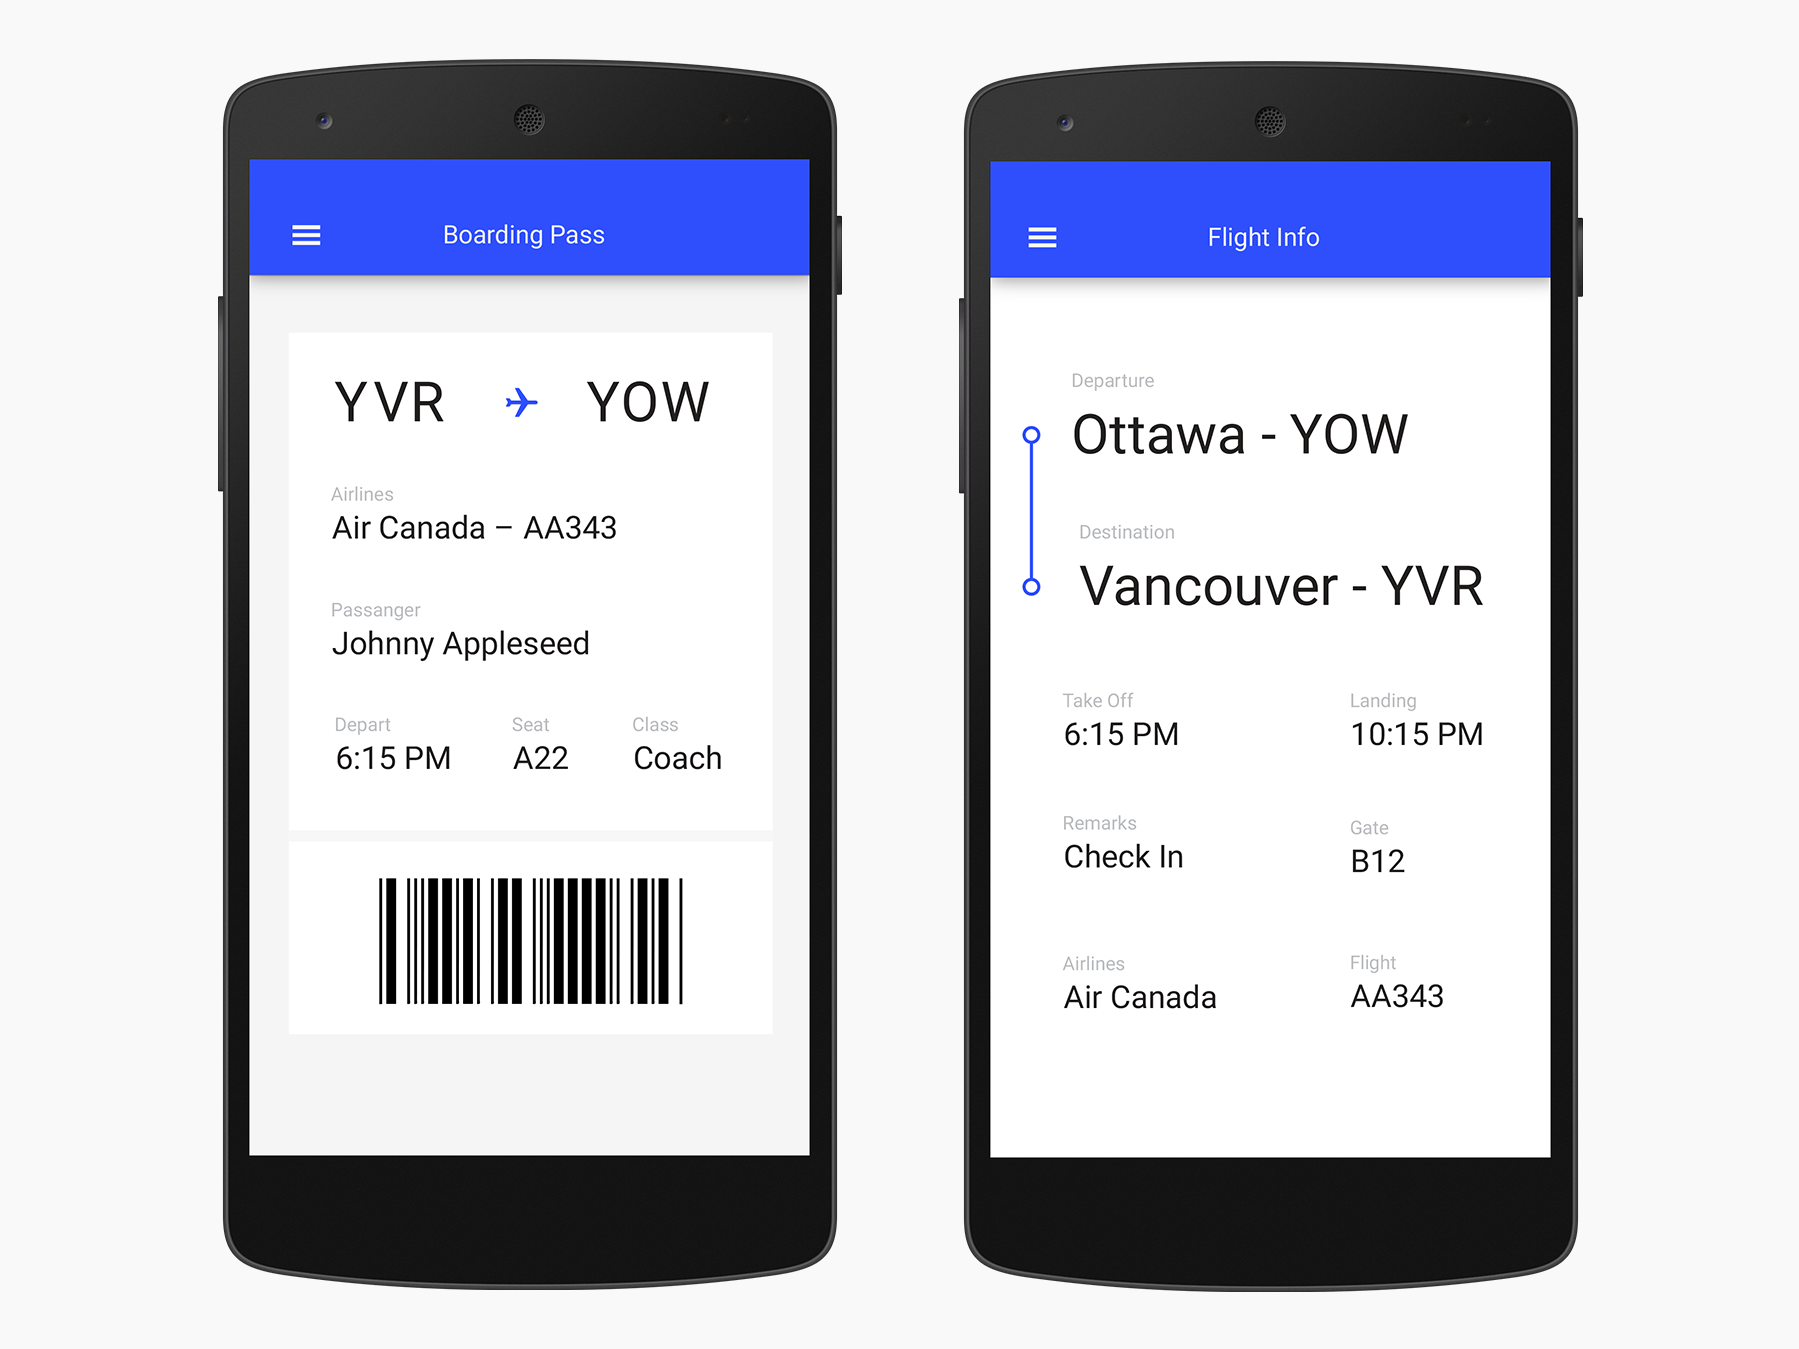 Boarding Pass
YVR YOW
Airlines
Air Canada – AA343
Passanger
Johnny Appleseed
Depart Seat Class
6:15 PM A22 Coach
Flight Info
Departure
Ottawa - YOW
Destination
Vancouver - YVR
Take Off Landing
6:15 PM 10:15 PM
Remarks Gate
Check In B12
Airlines Flight
Air Canada AA343